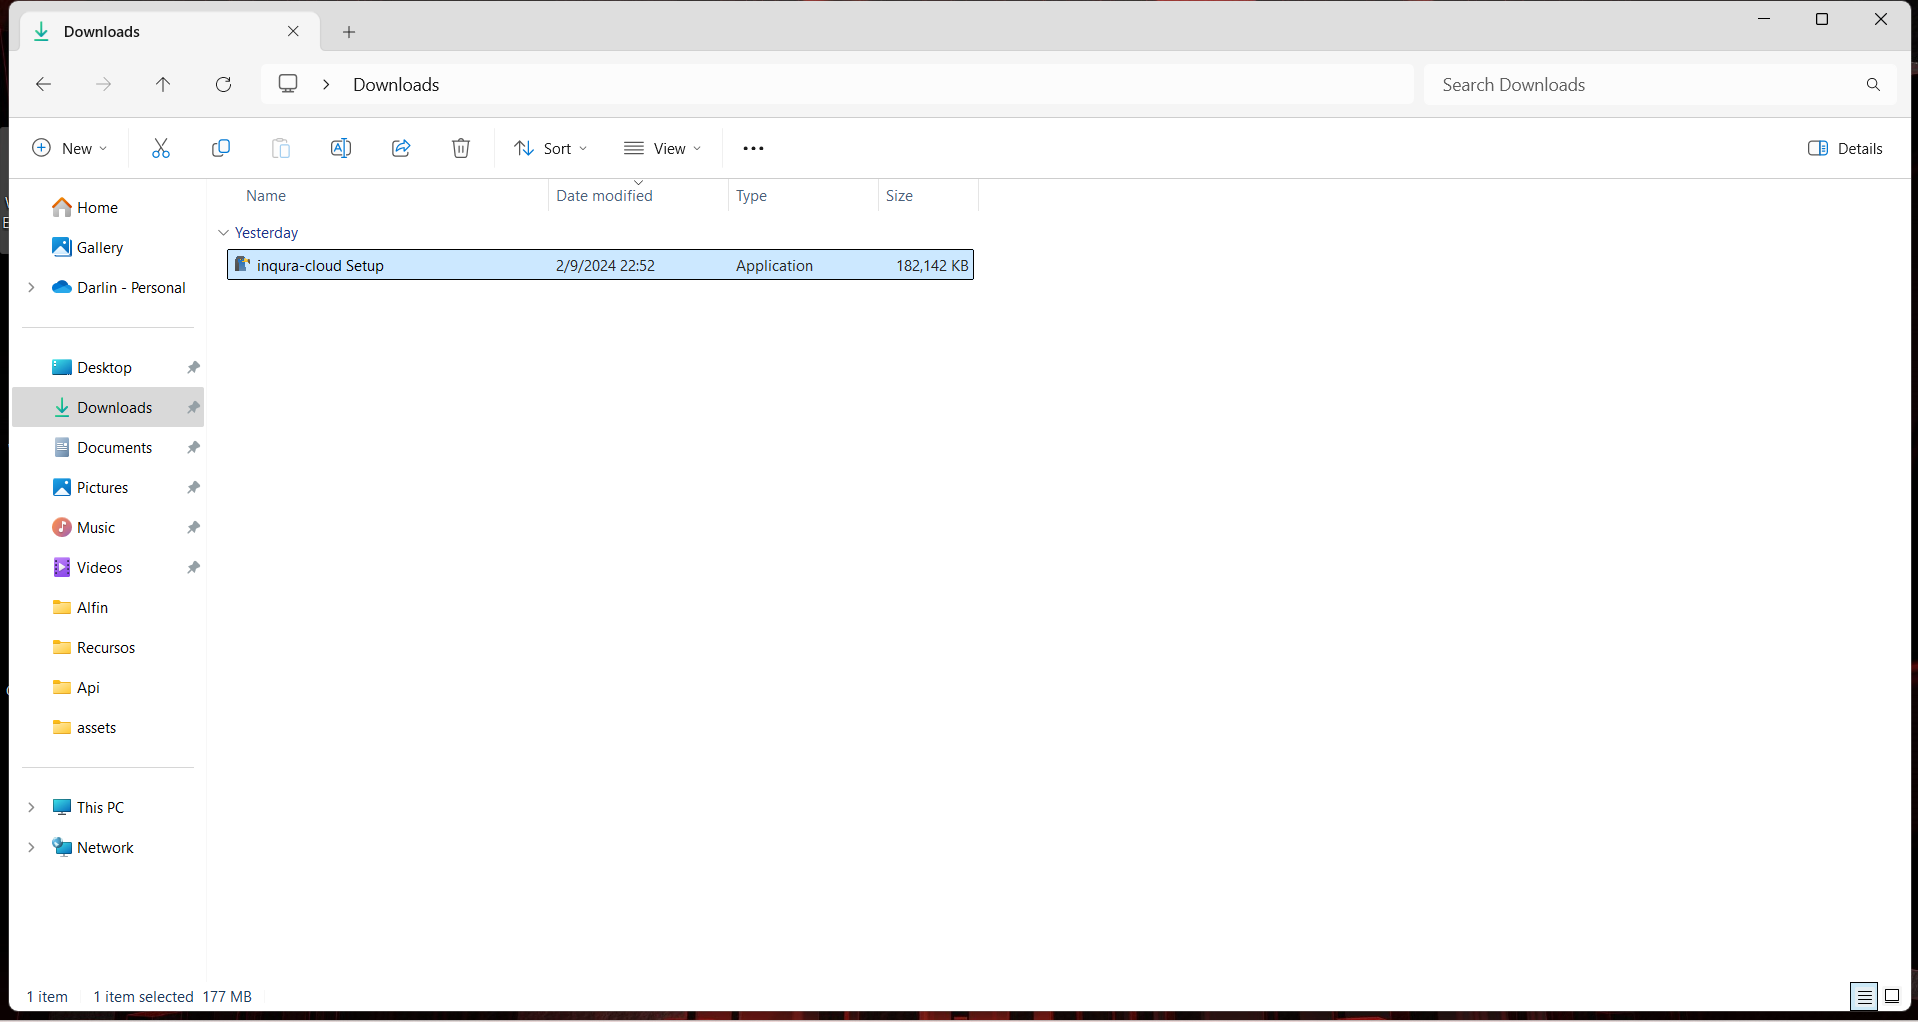 Downloads
Downloads
Search Downloads
New
Sort
View
Details
Name Date modified Type Size
Home
Gallery
Darlin - Personal
Desktop
Downloads
Documents
Pictures
Music
Videos
Alfin
Recursos
Api
assets
This PC
Network
Yesterday
inqura-cloud Setup 2/9/2024 22:52 Application 182,142 KB
1 item 1 item selected 177 MB